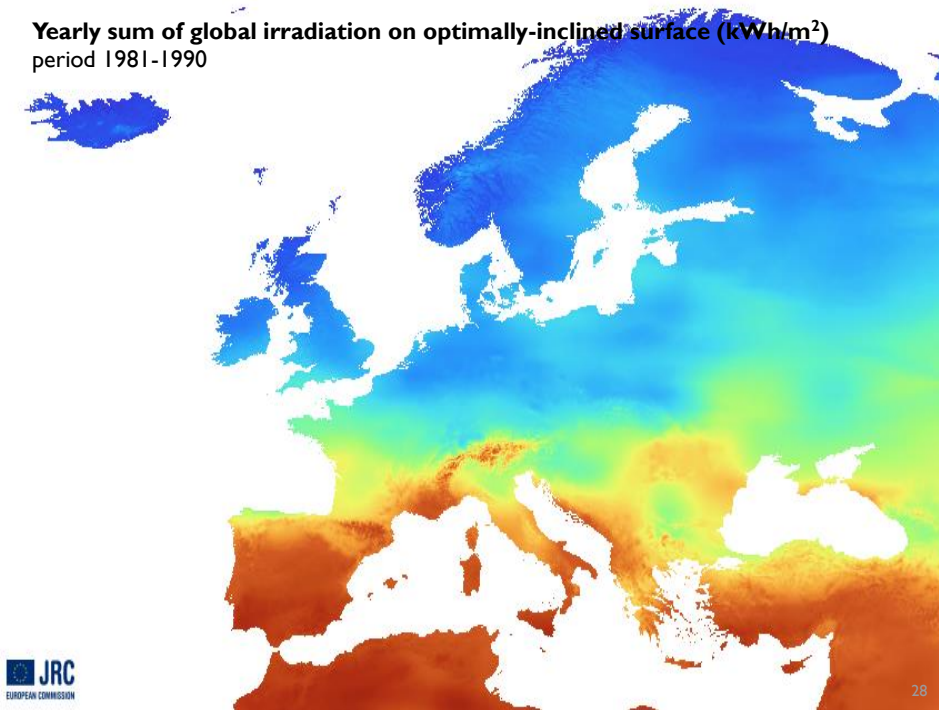 Yearly sum of global irradiation on optimally-inclined surface (kWh/m²)
period 1981-1990
JRC
EUROPEAN COMMISSION
28